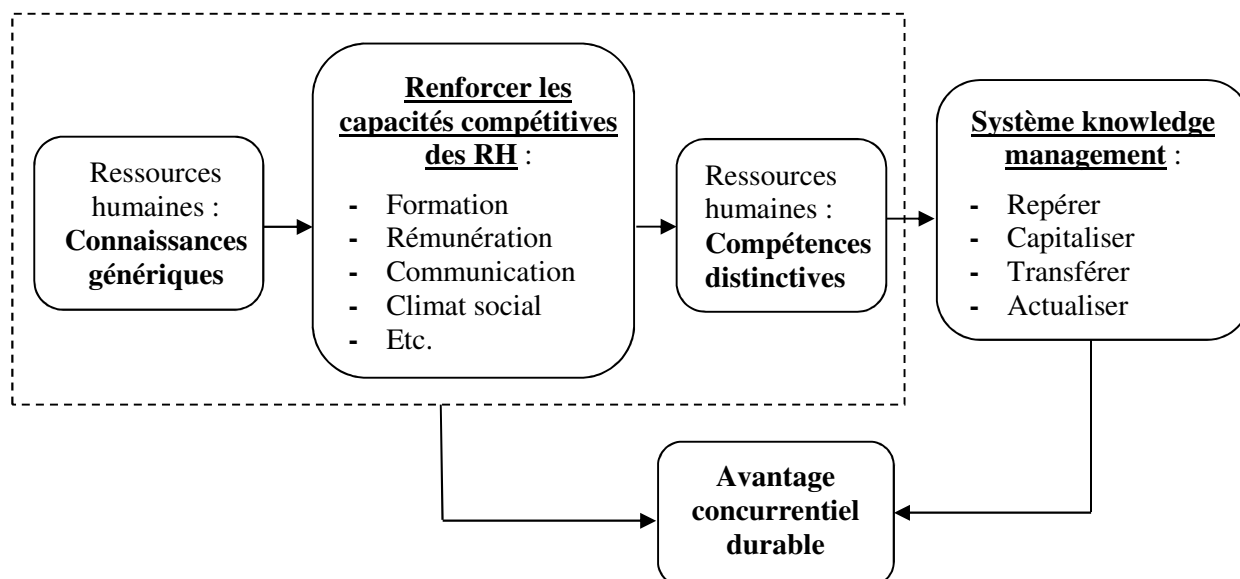 Ressources
humaines :
Connaissances
génériques
Renforcer les
capacités compétitives
des RH :
- Formation
- Rémunération
- Communication
- Climat social
- Etc.
Ressources
humaines :
Compétences
distinctives
Système knowledge
management :
- Repérer
- Capitaliser
- Transférer
- Actualiser
Avantage
concurrentiel
durable